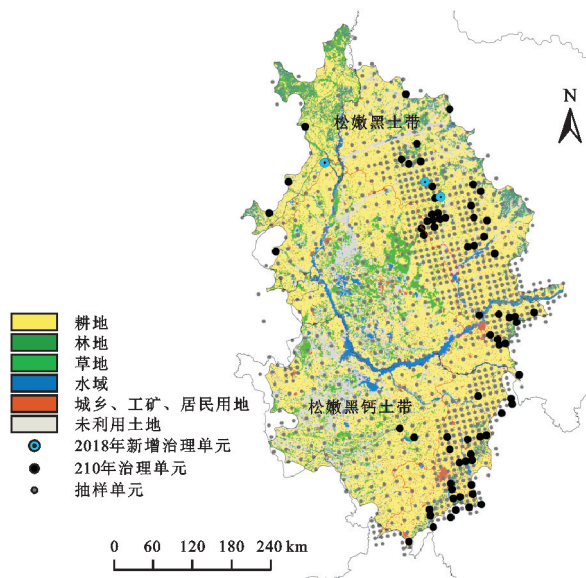 松嫩黑土带
N
耕地
林地
草地
水域
城乡、工矿、居民用地
未利用土地
2018年新增治理单元
210年治理单元
抽样单元
松嫩黑钙土带
0 60 120 180 240 km